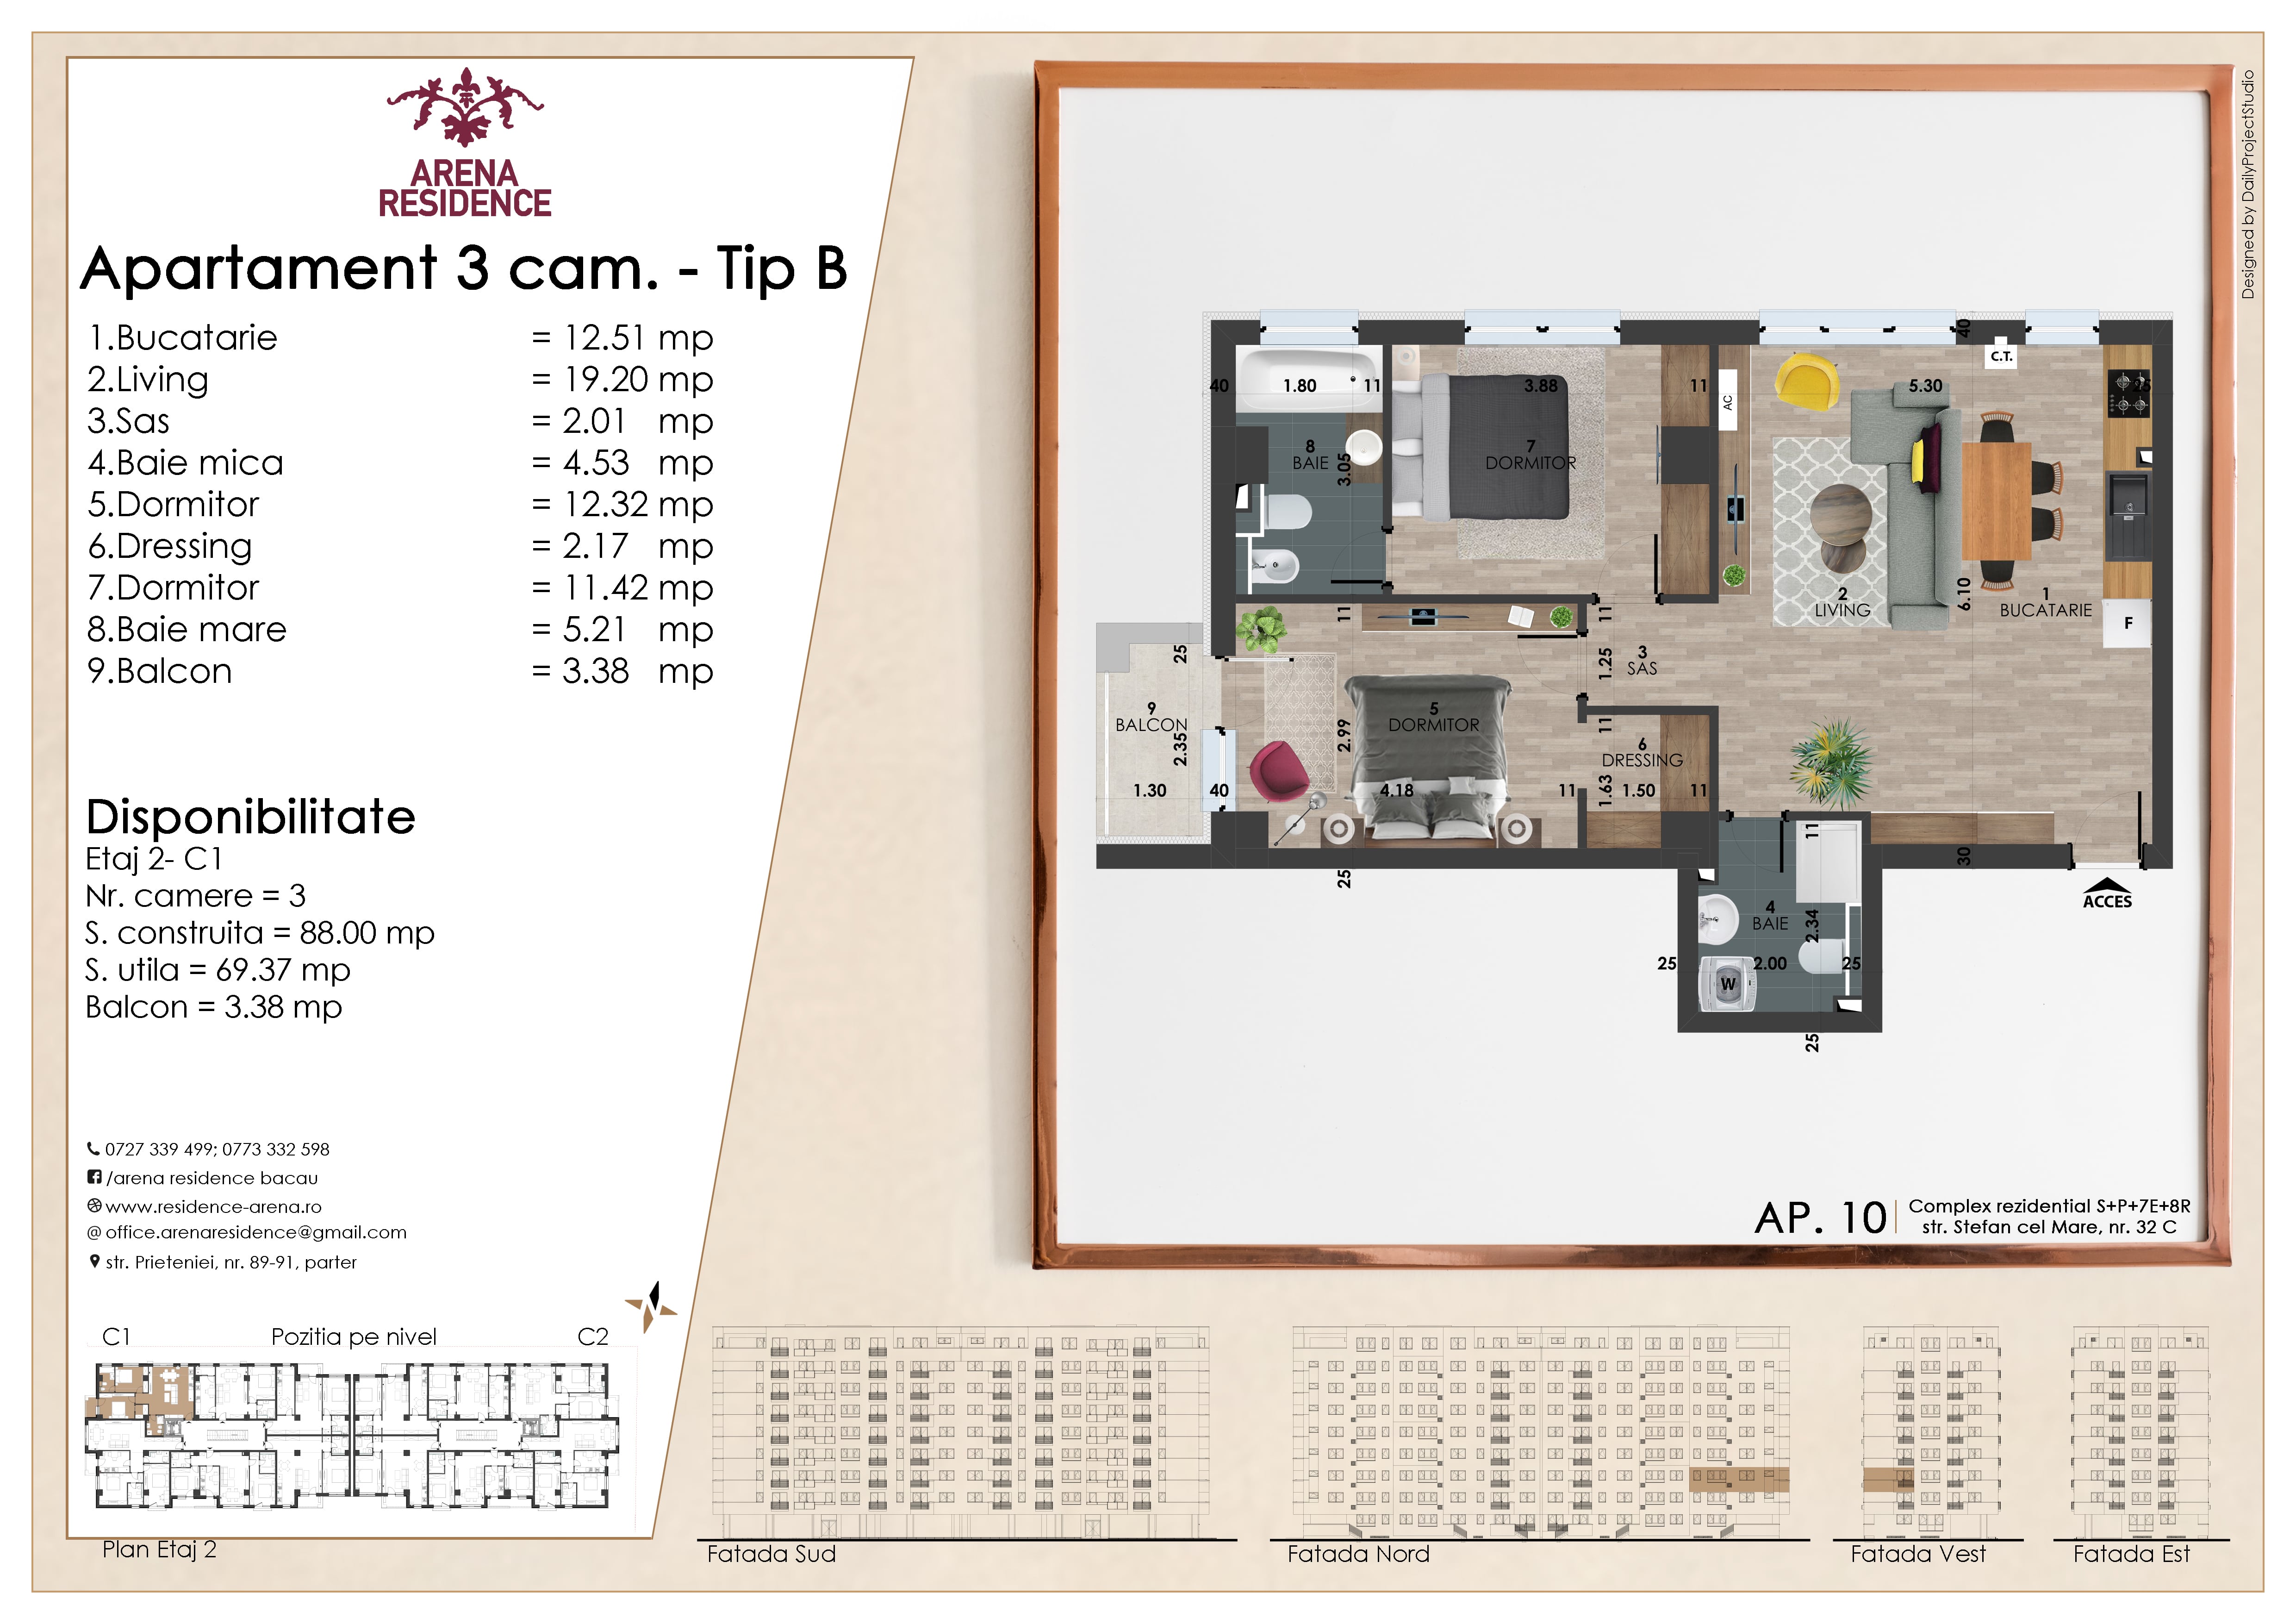 ARENA
RESIDENCE
Apartament 3 cam. - Tip B
1.Bucatarie = 12.51 mp
2.Living = 19.20 mp
3.Sas = 2.01 mp
4.Baie mica = 4.53 mp
5.Dormitor = 12.32 mp
6.Dressing = 2.17 mp
7.Dormitor = 11.42 mp
8.Baie mare = 5.21 mp
9.Balcon = 3.38 mp
Disponibilitate
Etaj 2- C1
Nr. camere = 3
S. construita = 88.00 mp
S. utila = 69.37 mp
Balcon = 3.38 mp
0727 339 499; 0773 332 598
/arena residence bacau
www.residence-arena.ro
@ office.arenaresidence@gmail.com
str. Prieteniei, nr. 89-91, parter
C1 Pozitia pe nivel C2
Plan Etaj 2
Designed by DailyProjectStudio
40
C.T.
40 1.80 11 3.88 11 5.30
AC
8
BAIE
3.05
7
DORMITOR
2
LIVING
6.10
1
BUCATARIE
F
11
11
25
1.25
3
SAS
9
BALCON
2.35
5
DORMITOR
2.99
11
6
DRESSING
1.30 40 4.18 11 1.63 1.50 11
25
11
30
ACCES
4
BAIE
2.34
25 2.00 25
W
25
AP. 10
Complex rezidential S+P+7E+8R
str. Stefan cel Mare, nr. 32 C
Fatada Sud
Fatada Nord
Fatada Vest
Fatada Est